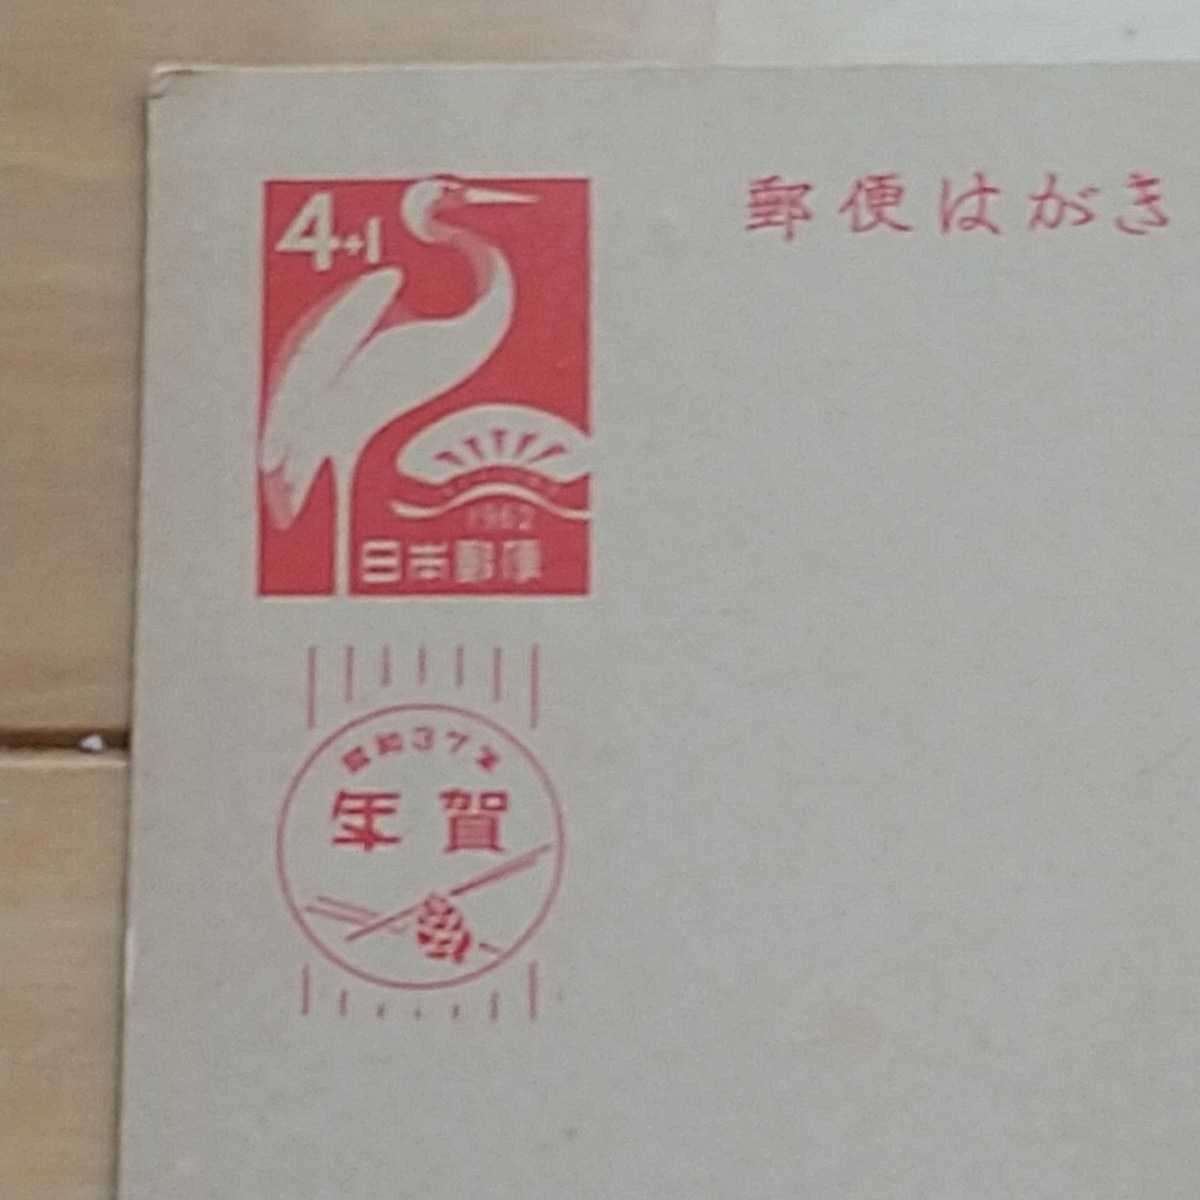 郵便はがき
4+1
1962
日本郵便
昭和37年
年賀